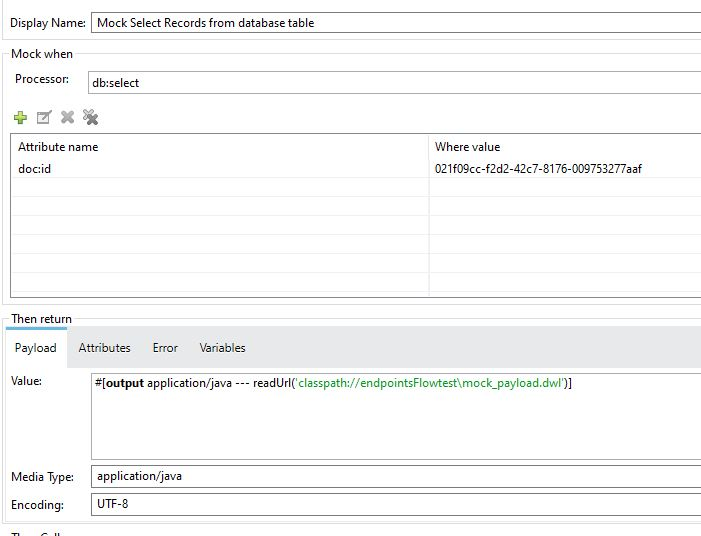 Display Name: Mock Select Records from database table
Mock when
Processor: db:select
Attribute name Where value
doc:id 021f09cc-f2d2-42c7-8176-009753277aaf
Then return
Payload Attributes Error Variables
Value: #[output application/java --- readUrl('classpath://endpointsFlowtest\mock_payload.dwl')]
Media Type: application/java
Encoding: UTF-8